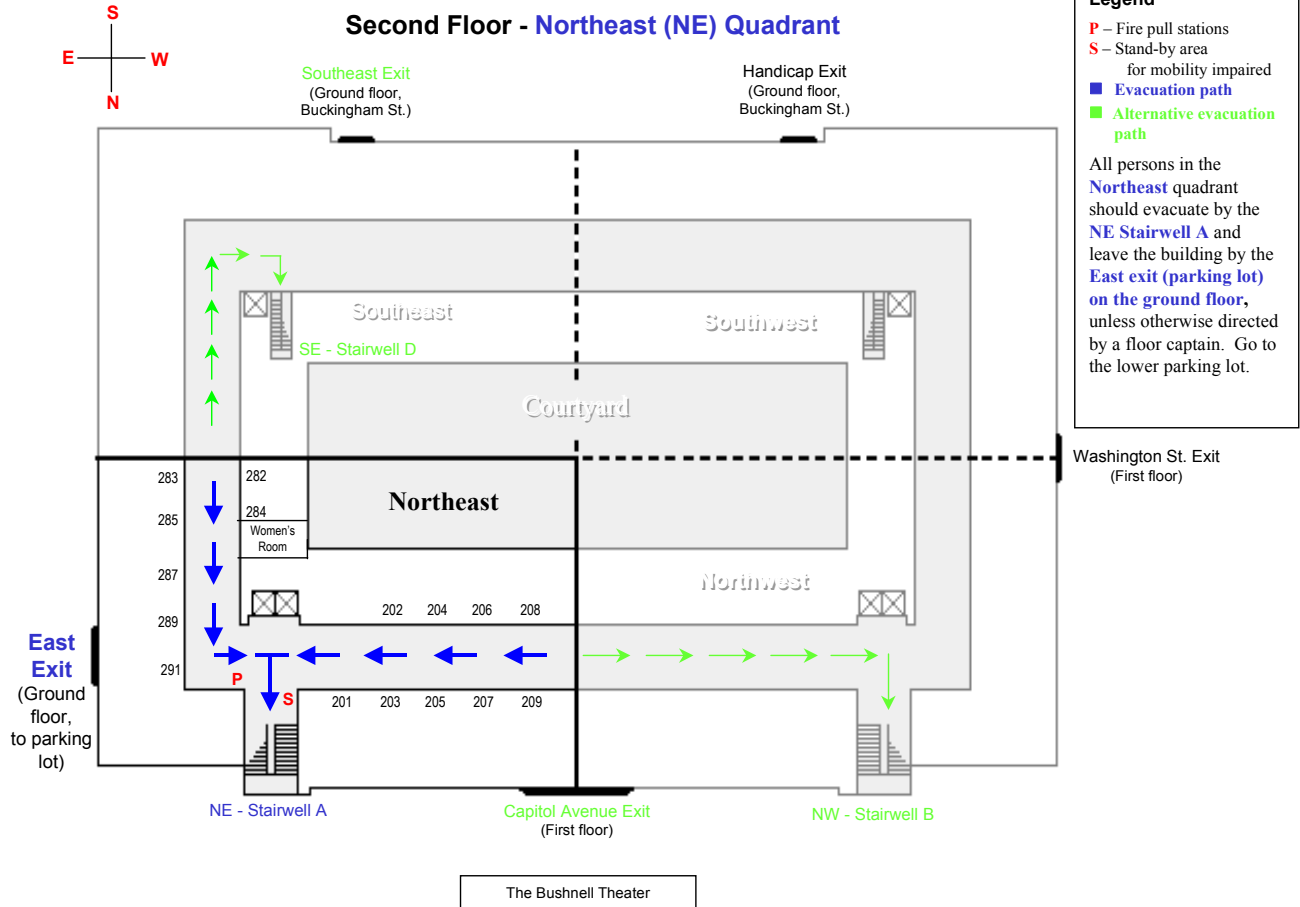 Second Floor - Northeast (NE) Quadrant
S
E
W
N
Southeast Exit
(Ground floor,
Buckingham St.)
Handicap Exit
(Ground floor,
Buckingham St.)
Legend
P – Fire pull stations
S – Stand-by area
for mobility impaired
Evacuation path
Alternative evacuation
path
All persons in the
Northeast quadrant
should evacuate by the
NE Stairwell A and
leave the building by the
East exit (parking lot)
on the ground floor,
unless otherwise directed
by a floor captain. Go to
the lower parking lot.
Southeast
Southwest
SE - Stairwell D
Courtyard
Washington St. Exit
(First floor)
283
282
285
284
Women's
Room
Northeast
287
Northwest
289
202
204
206
208
East
Exit
(Ground
floor,
to parking
lot)
291
P
S
201
203
205
207
209
NE - Stairwell A
Capitol Avenue Exit
(First floor)
NW - Stairwell B
The Bushnell Theater